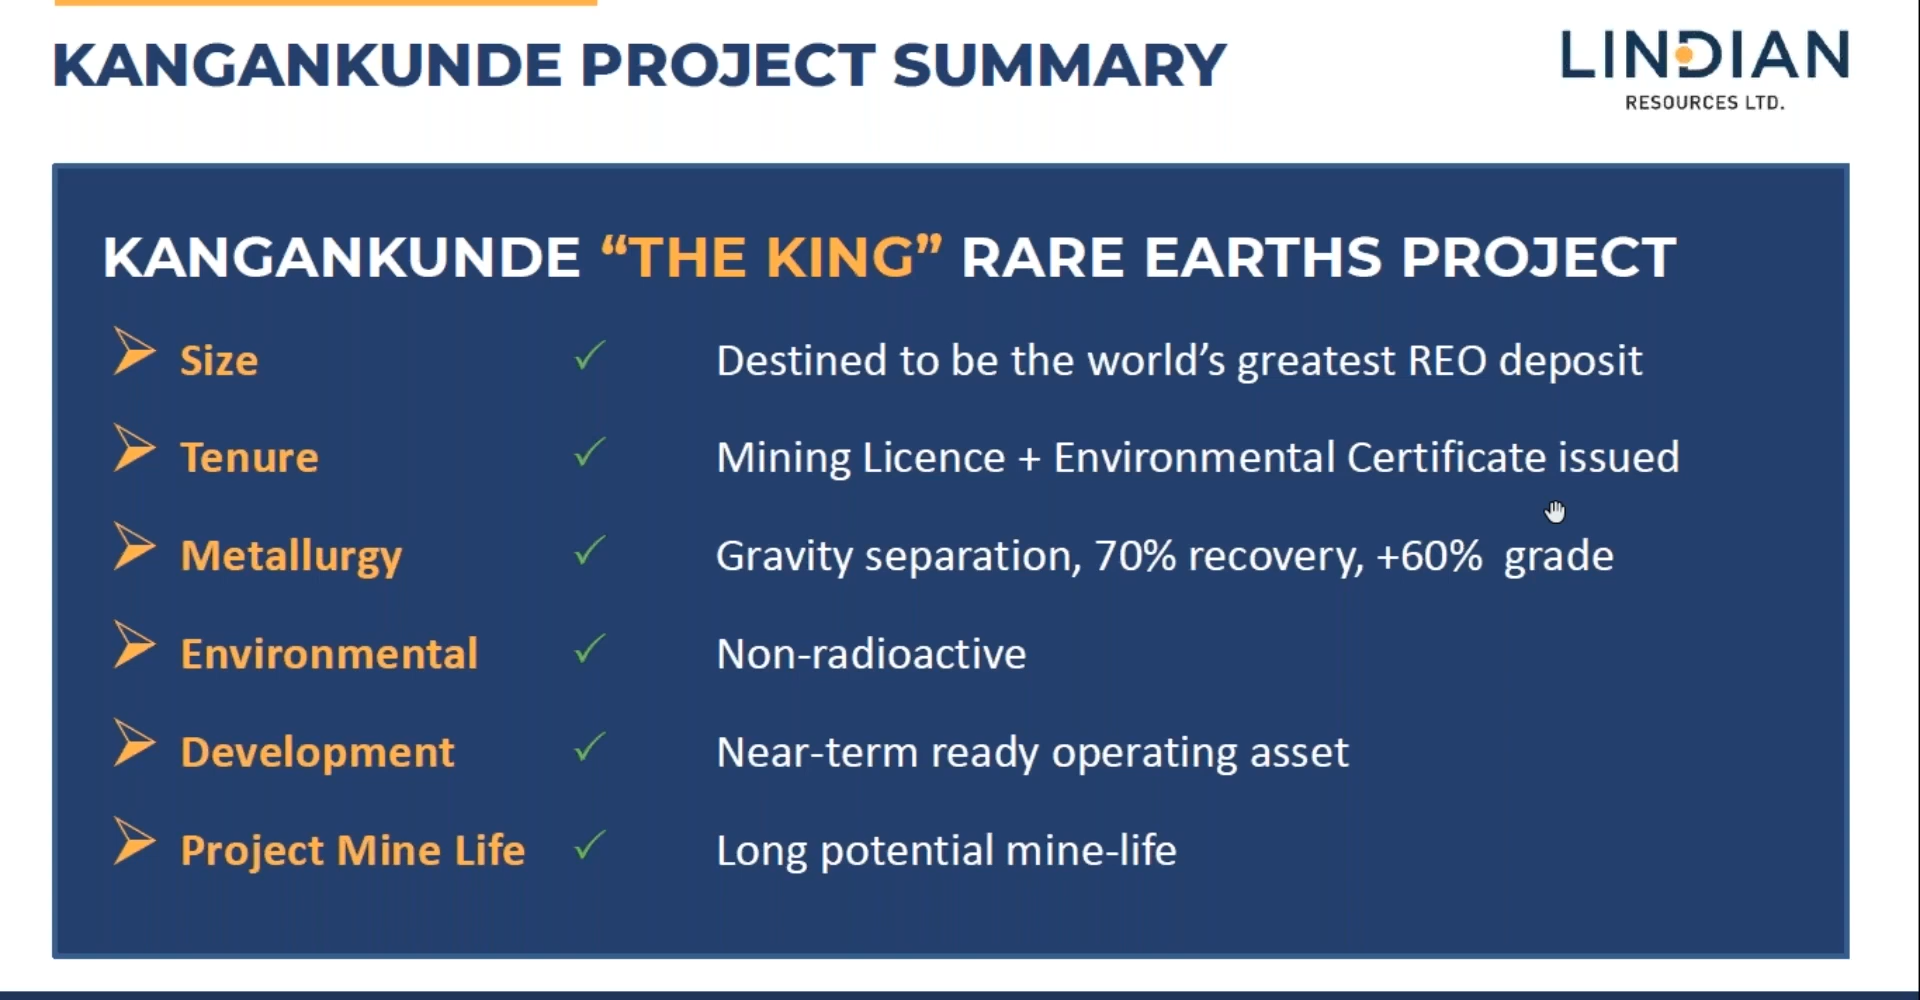 KANGANKUNDE PROJECT SUMMARY
LINDIAN
RESOURCES LTD.
KANGANKUNDE “THE KING” RARE EARTHS PROJECT
Size ✓ Destined to be the world’s greatest REO deposit
Tenure ✓ Mining Licence + Environmental Certificate issued
Metallurgy ✓ Gravity separation, 70% recovery, +60% grade
Environmental ✓ Non-radioactive
Development ✓ Near-term ready operating asset
Project Mine Life ✓ Long potential mine-life